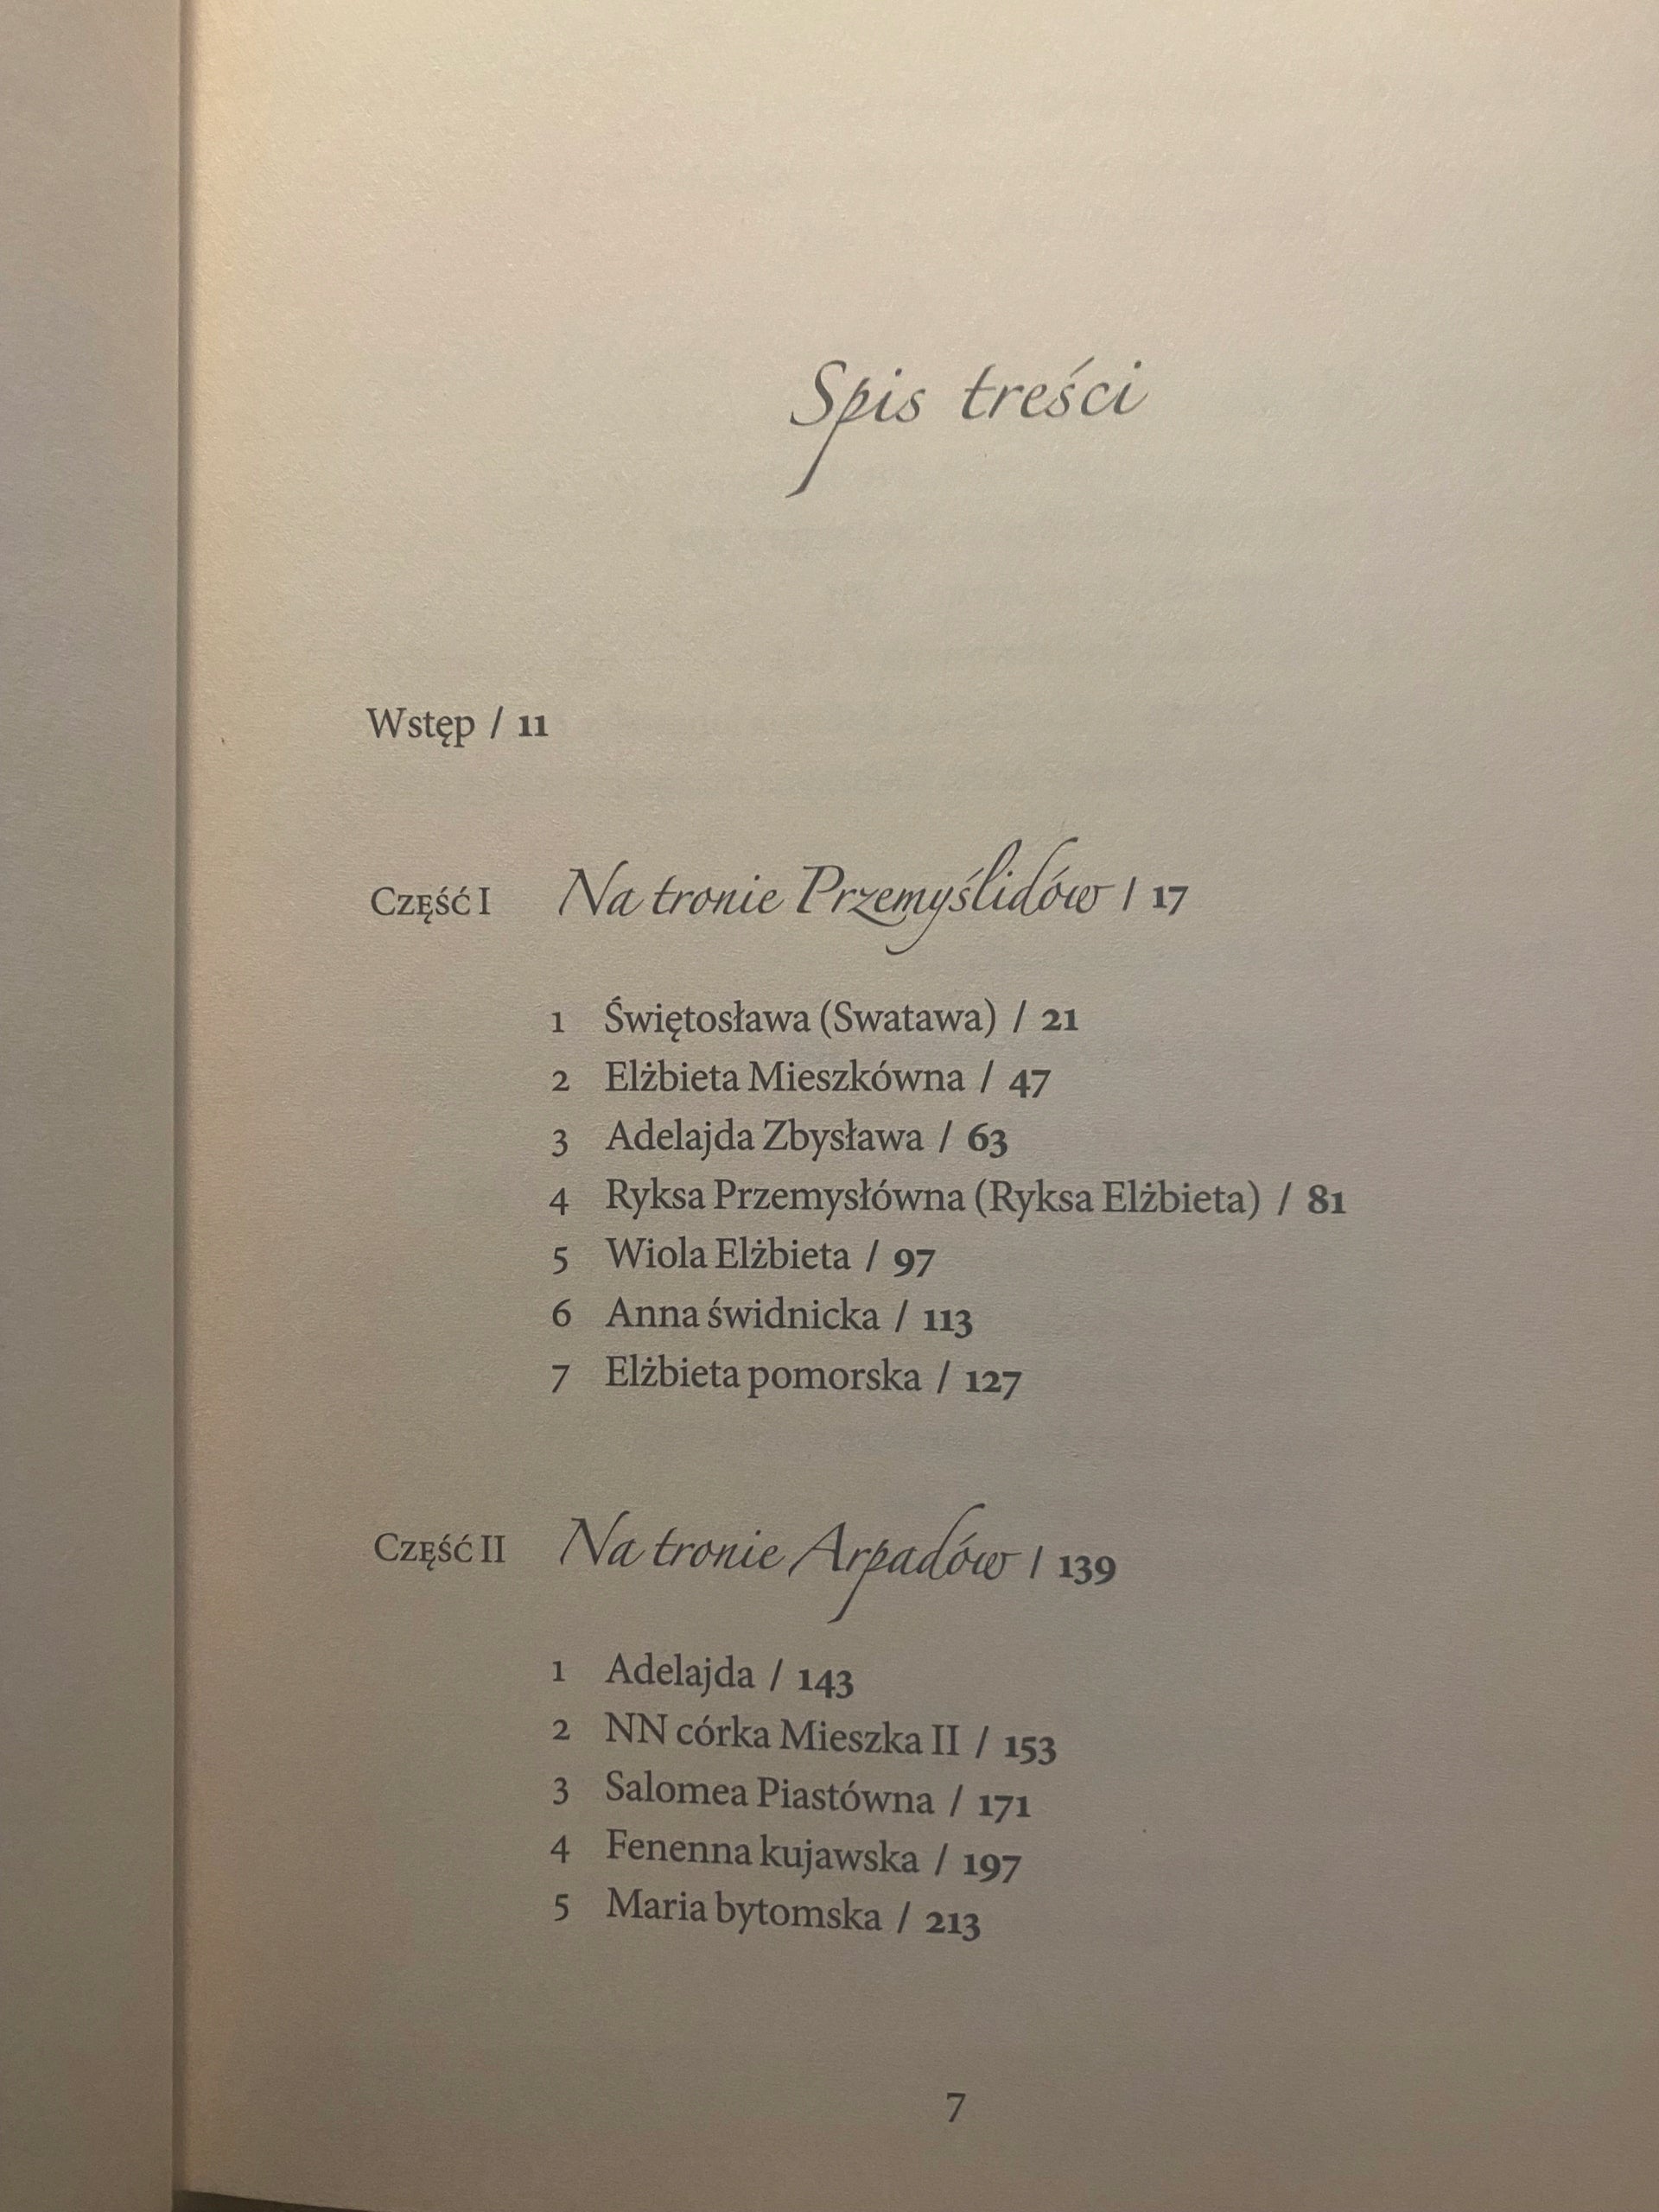 Spis treści
Wstęp / 11
Część I Na tronie Przemyślidów / 17
1 Świętosława (Swatawa) / 21
2 Elżbieta Mieszkówna / 47
3 Adelajda Zbysława / 63
4 Ryksa Przemysłówna (Ryksa Elżbieta) / 81
5 Wiola Elżbieta / 97
6 Anna świdnicka / 113
7 Elżbieta pomorska / 127
Część II Na tronie Arpadów / 139
1 Adelajda / 143
2 NN córka Mieszka II / 153
3 Salomea Piastówna / 171
4 Fenenna kujawska / 197
5 Maria bytomska / 213
7